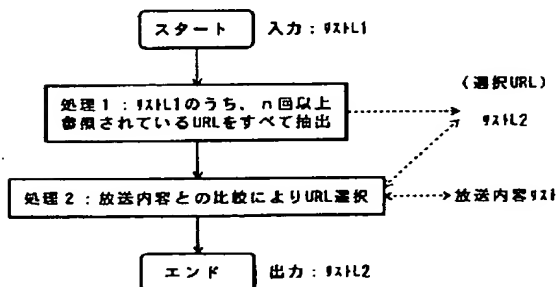 スタート
入力：ﾘｽﾄL1
処理1：ﾘｽﾄL1のうち、n回以上
参照されているURLをすべて抽出
（選択URL）
ﾘｽﾄL2
処理2：放送内容との比較によりURL選択
放送内容ﾘｽﾄ
エンド
出力：ﾘｽﾄL2